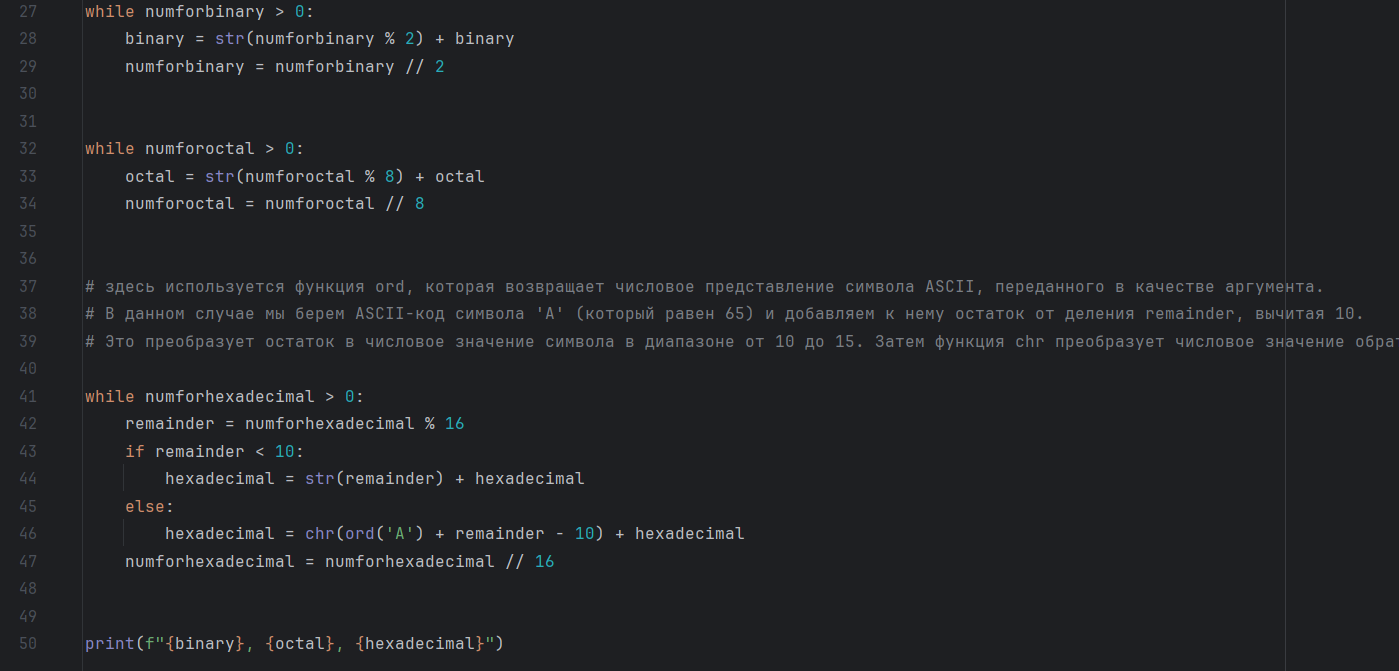 27 while numforbinary > 0:
28     binary = str(numforbinary % 2) + binary
29     numforbinary = numforbinary // 2
30
31
32 while numforoctal > 0:
33     octal = str(numforoctal % 8) + octal
34     numforoctal = numforoctal // 8
35
36
37 # здесь используется функция ord, которая возвращает числовое представление символа ASCII, переданного в качестве аргумента.
38 # В данном случае мы берем ASCII-код символа 'A' (который равен 65) и добавляем к нему остаток от деления remainder, вычитая 10.
39 # Это преобразует остаток в числовое значение символа в диапазоне от 10 до 15. Затем функция chr преобразует числовое значение
40
41 while numforhexadecimal > 0:
42     remainder = numforhexadecimal % 16
43     if remainder < 10:
44         hexadecimal = str(remainder) + hexadecimal
45     else:
46         hexadecimal = chr(ord('A') + remainder - 10) + hexadecimal
47     numforhexadecimal = numforhexadecimal // 16
48
49
50 print(f"{binary}, {octal}, {hexadecimal}")